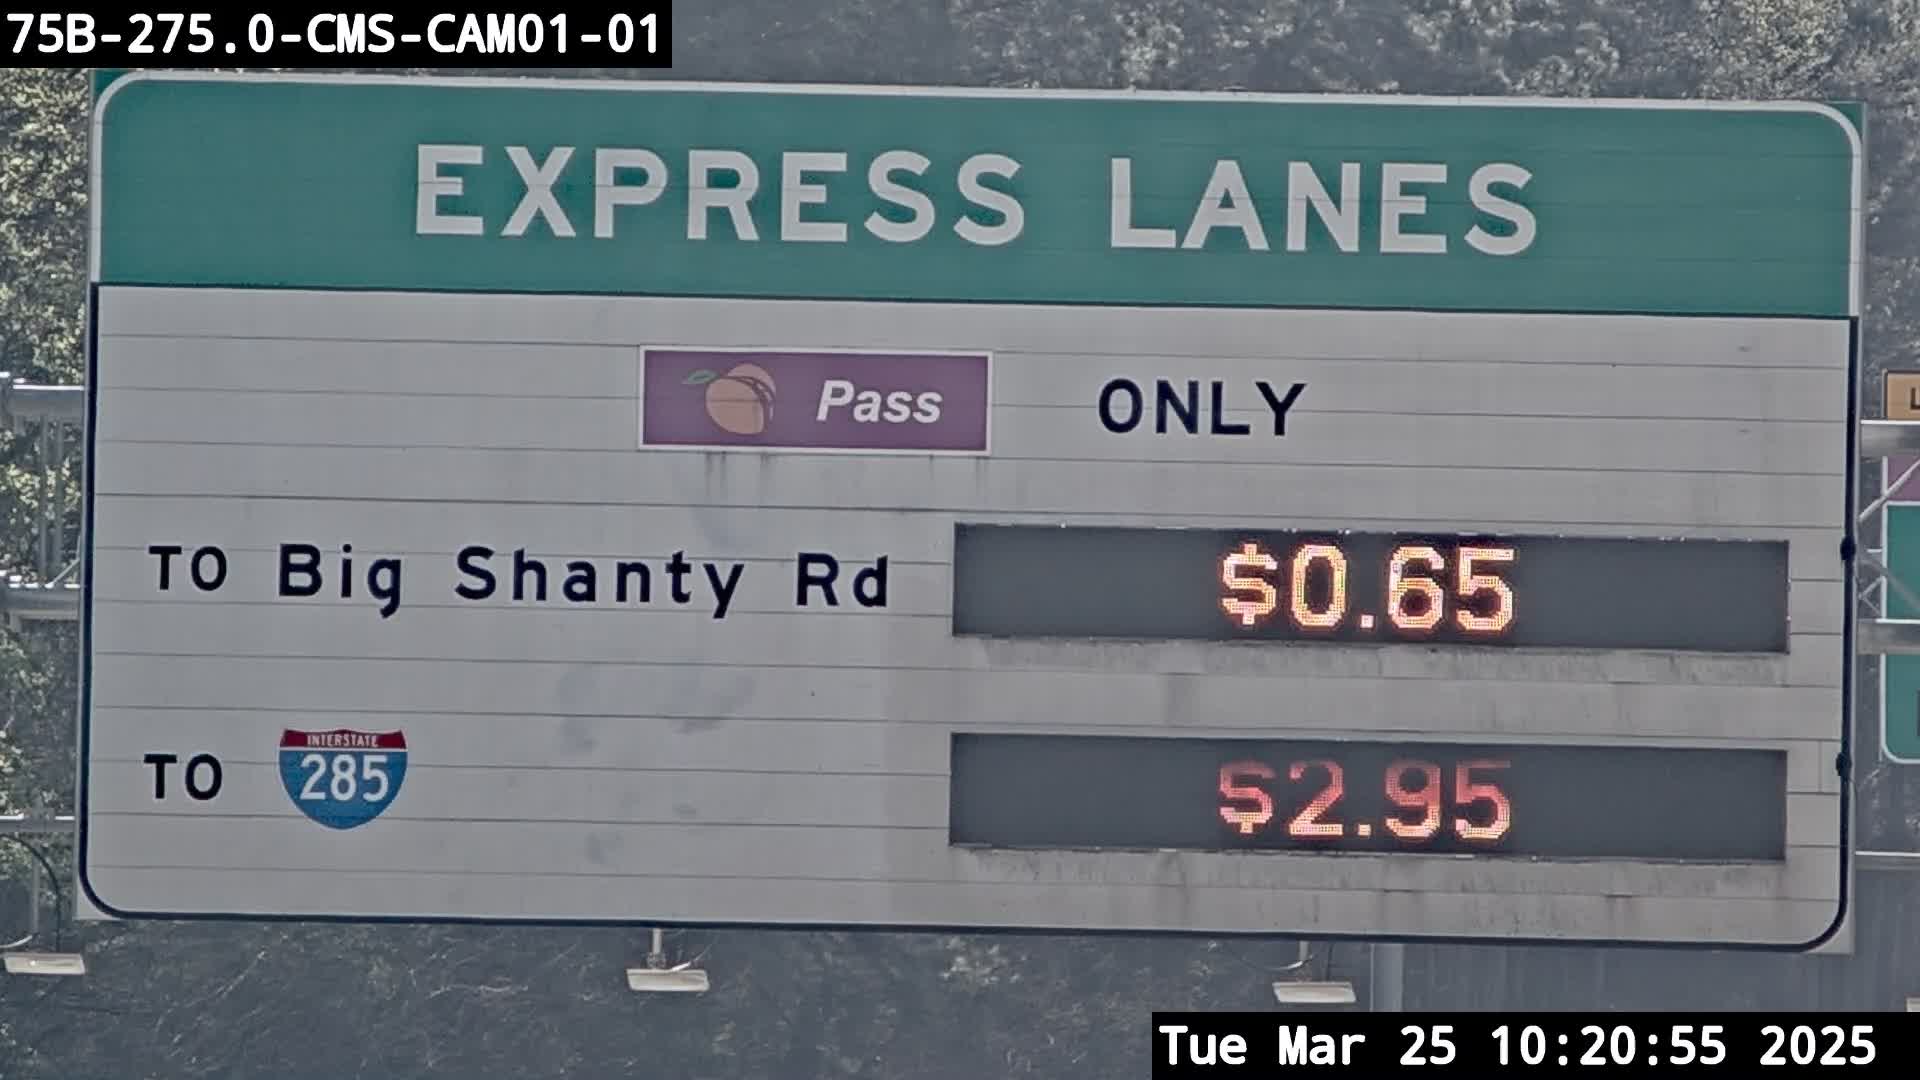 75B-275.0-CMS-CAM01-01
EXPRESS LANES
Pass ONLY
TO Big Shanty Rd $0.65
TO INTERSTATE 285 $2.95
Tue Mar 25 10:20:55 2025